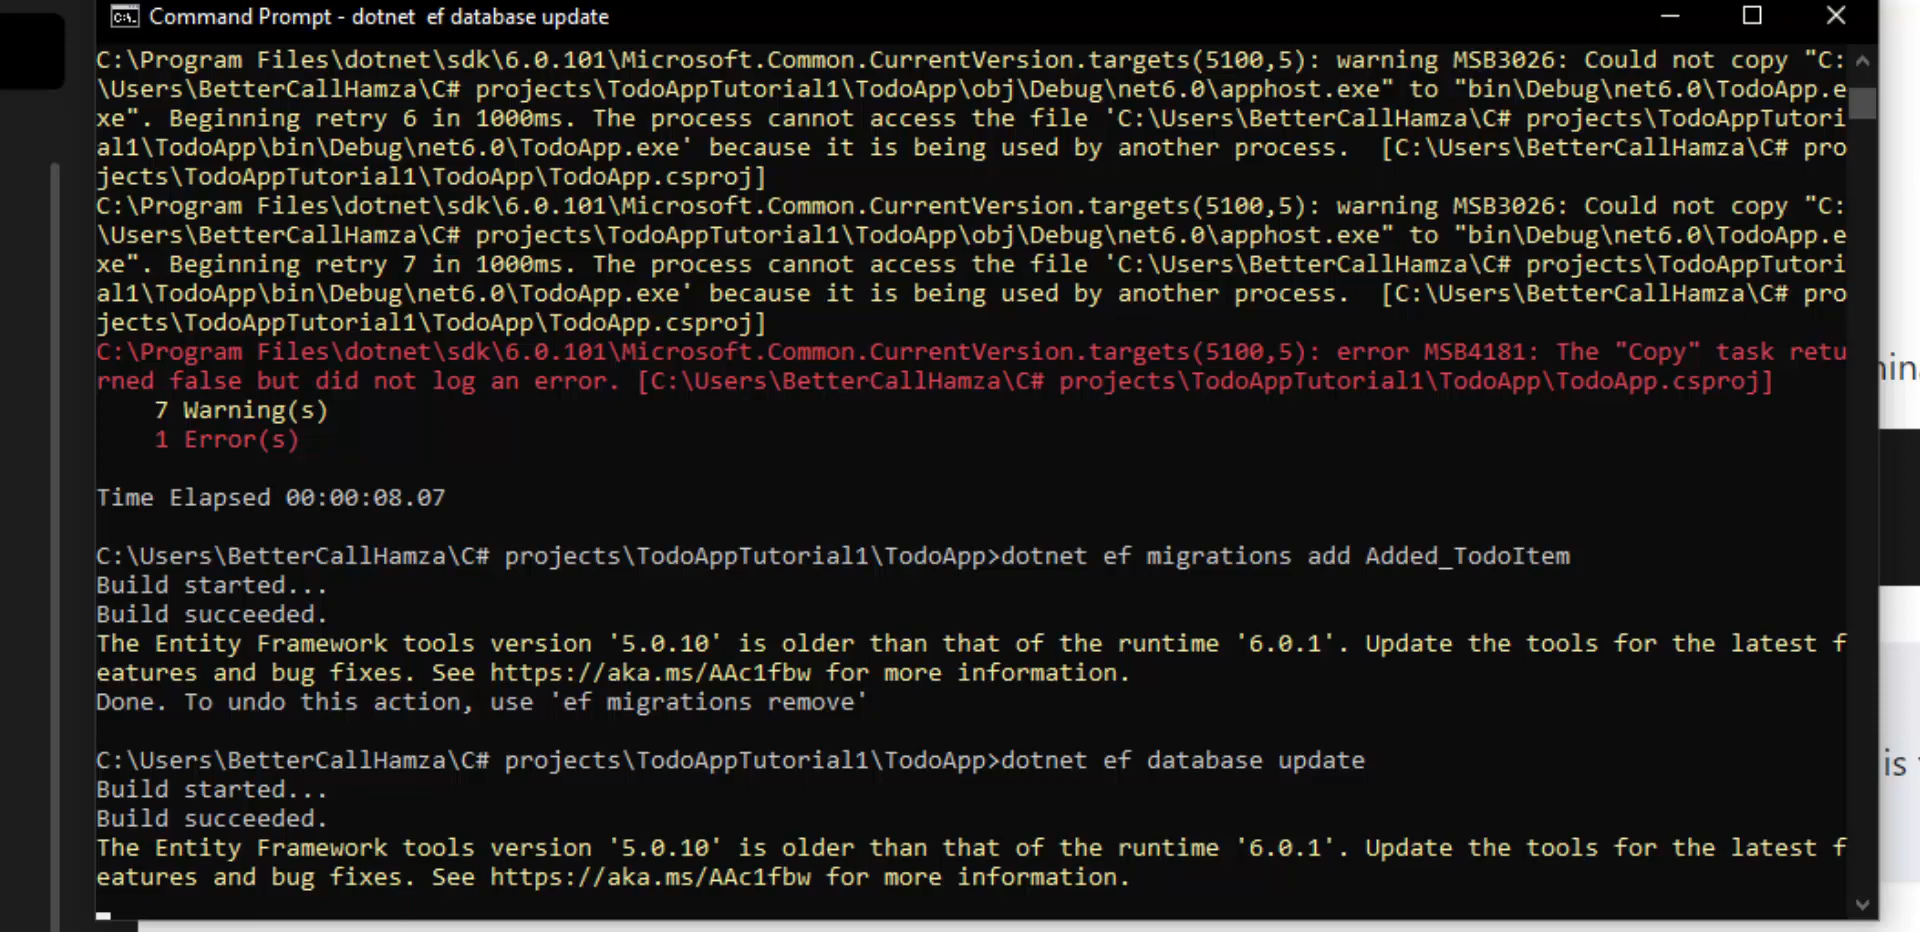 Command Prompt - dotnet  ef database update
C:\Program Files\dotnet\sdk\6.0.101\Microsoft.Common.CurrentVersion.targets(5100,5): warning MSB3026: Could not copy "C:
\Users\BetterCallHamza\C# projects\TodoAppTutorial1\TodoApp\obj\Debug\net6.0\apphost.exe" to "bin\Debug\net6.0\TodoApp.e
xe". Beginning retry 6 in 1000ms. The process cannot access the file 'C:\Users\BetterCallHamza\C# projects\TodoAppTutori
al1\TodoApp\bin\Debug\net6.0\TodoApp.exe' because it is being used by another process.  [C:\Users\BetterCallHamza\C# pro
jects\TodoAppTutorial1\TodoApp\TodoApp.csproj]
C:\Program Files\dotnet\sdk\6.0.101\Microsoft.Common.CurrentVersion.targets(5100,5): warning MSB3026: Could not copy "C:
\Users\BetterCallHamza\C# projects\TodoAppTutorial1\TodoApp\obj\Debug\net6.0\apphost.exe" to "bin\Debug\net6.0\TodoApp.e
xe". Beginning retry 7 in 1000ms. The process cannot access the file 'C:\Users\BetterCallHamza\C# projects\TodoAppTutori
al1\TodoApp\bin\Debug\net6.0\TodoApp.exe' because it is being used by another process.  [C:\Users\BetterCallHamza\C# pro
jects\TodoAppTutorial1\TodoApp\TodoApp.csproj]
C:\Program Files\dotnet\sdk\6.0.101\Microsoft.Common.CurrentVersion.targets(5100,5): error MSB4181: The "Copy" task retu
rned false but did not log an error. [C:\Users\BetterCallHamza\C# projects\TodoAppTutorial1\TodoApp\TodoApp.csproj]
    7 Warning(s)
    1 Error(s)
Time Elapsed 00:00:08.07
C:\Users\BetterCallHamza\C# projects\TodoAppTutorial1\TodoApp>dotnet ef migrations add Added_TodoItem
Build started...
Build succeeded.
The Entity Framework tools version '5.0.10' is older than that of the runtime '6.0.1'. Update the tools for the latest f
eatures and bug fixes. See https://aka.ms/AAc1fbw for more information.
Done. To undo this action, use 'ef migrations remove'
C:\Users\BetterCallHamza\C# projects\TodoAppTutorial1\TodoApp>dotnet ef database update
Build started...
Build succeeded.
The Entity Framework tools version '5.0.10' is older than that of the runtime '6.0.1'. Update the tools for the latest f
eatures and bug fixes. See https://aka.ms/AAc1fbw for more information.
is